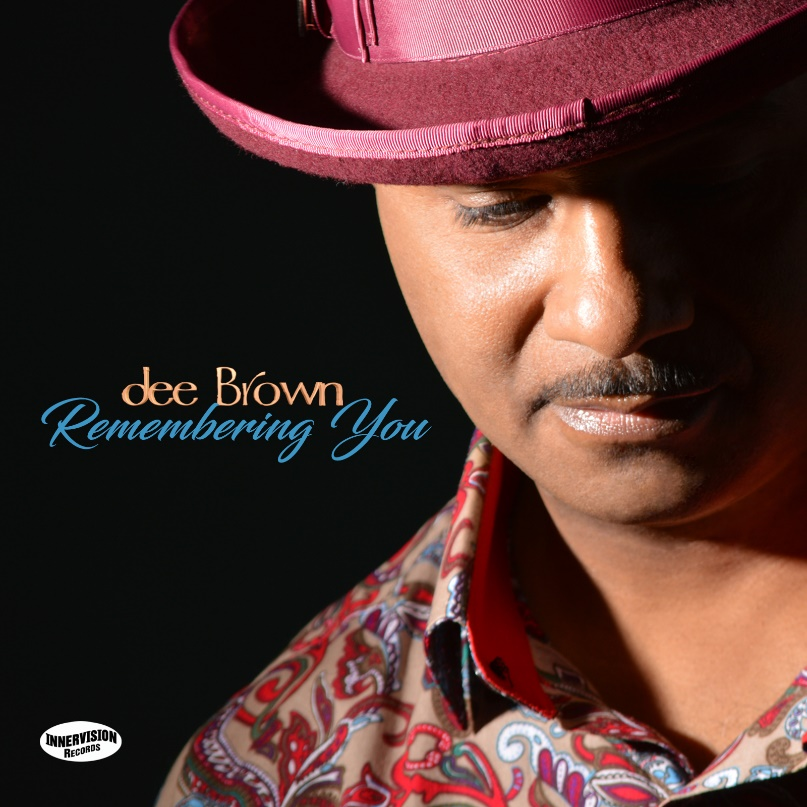 dee Brown
Remembering You
INNERVISION
RECORDS